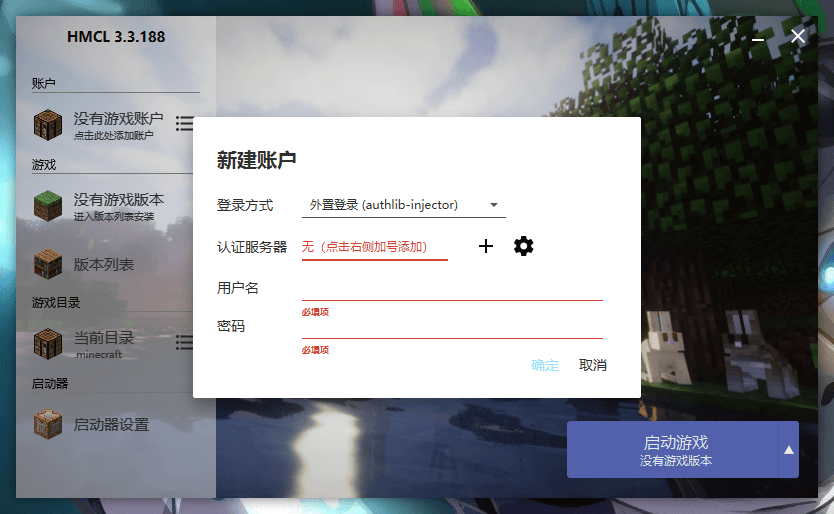 HMCL 3.3.188
账户
没有游戏账户
点击此处添加账户
游戏
没有游戏版本
进入版本列表安装
版本列表
游戏目录
当前目录
.minecraft
启动器
启动器设置
新建账户
登录方式 外置登录 (authlib-injector)
认证服务器 无（点击右侧加号添加）
用户名
必填项
密码
必填项
确定 取消
启动游戏
没有游戏版本